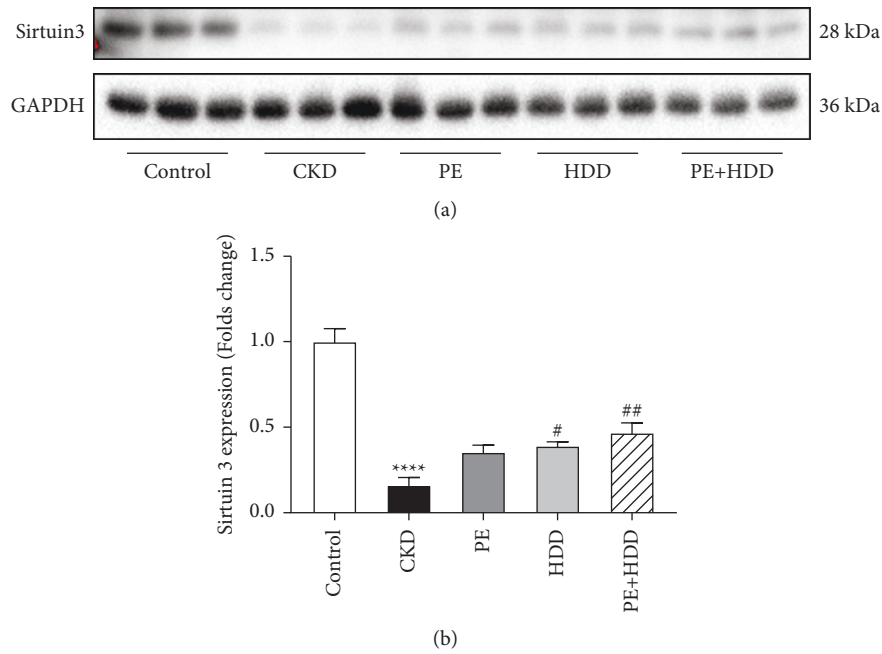 Sirtuin3 28 kDa
GAPDH 36 kDa
Control CKD PE HDD PE+HDD
(a)
Sirtuin 3 expression (Folds change)
1.5
1.0
0.5
0.0
****
#
##
Control CKD PE HDD PE+HDD
(b)